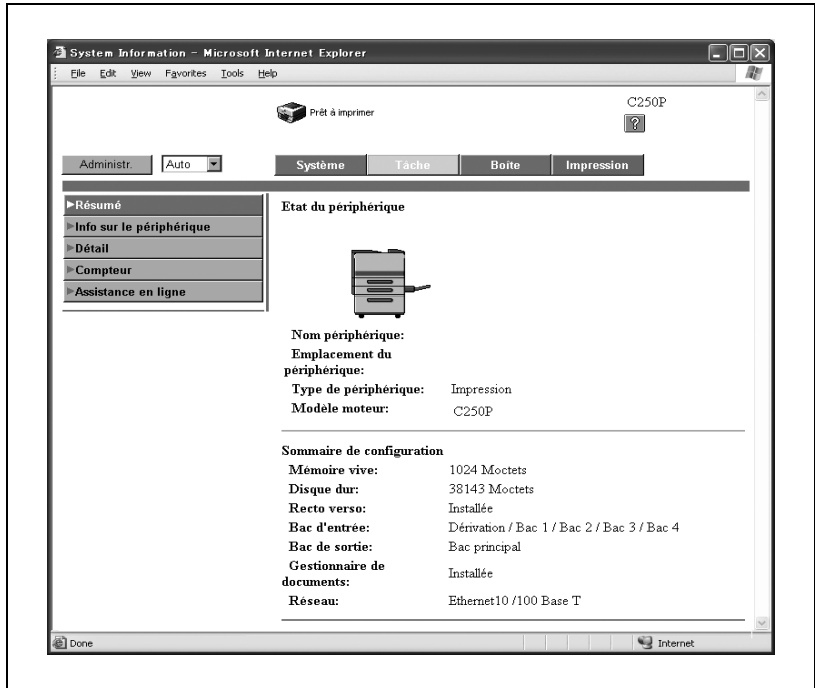 System Information - Microsoft Internet Explorer
File Edit View Favorites Tools Help
Prêt à imprimer
C250P
?
Administr. Auto
Système Tâche Boîte Impression
Résumé
Info sur le périphérique
Détail
Compteur
Assistance en ligne
Etat du périphérique
Nom périphérique:
Emplacement du
périphérique:
Type de périphérique: Impression
Modèle moteur: C250P
Sommaire de configuration
Mémoire vive: 1024 Moctets
Disque dur: 38143 Moctets
Recto verso: Installée
Bac d'entrée: Dérivation / Bac 1 / Bac 2 / Bac 3 / Bac 4
Bac de sortie: Bac principal
Gestionnaire de
documents: Installée
Réseau: Ethernet10 /100 Base T
Done Internet